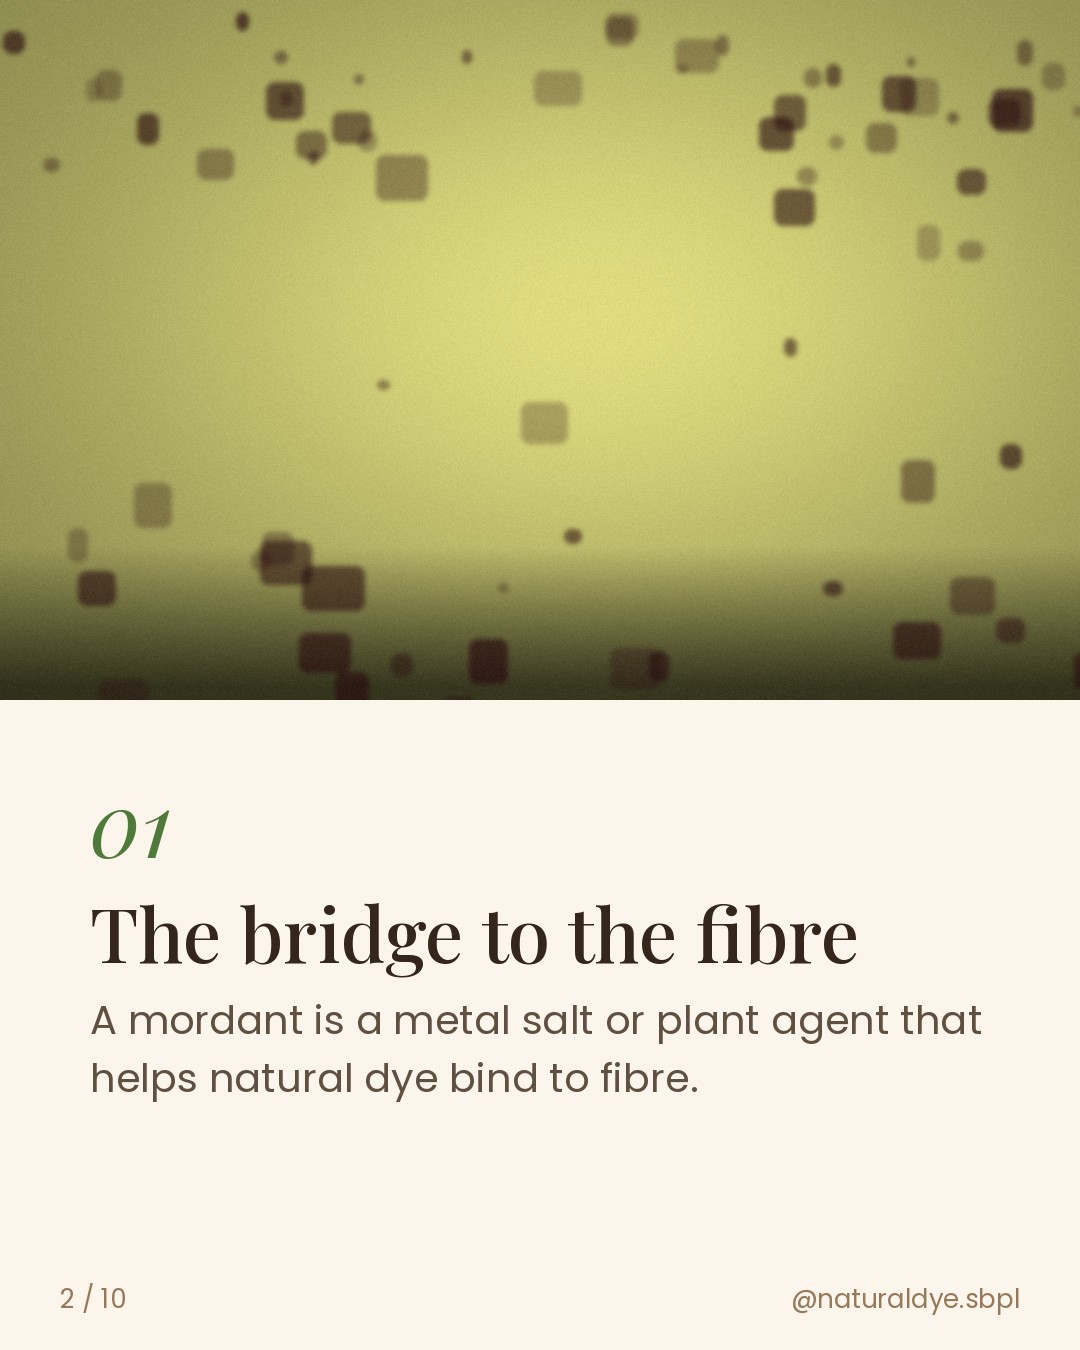 01
The bridge to the fibre
A mordant is a metal salt or plant agent that
helps natural dye bind to fibre.
2 / 10
@naturaldye.sbpl